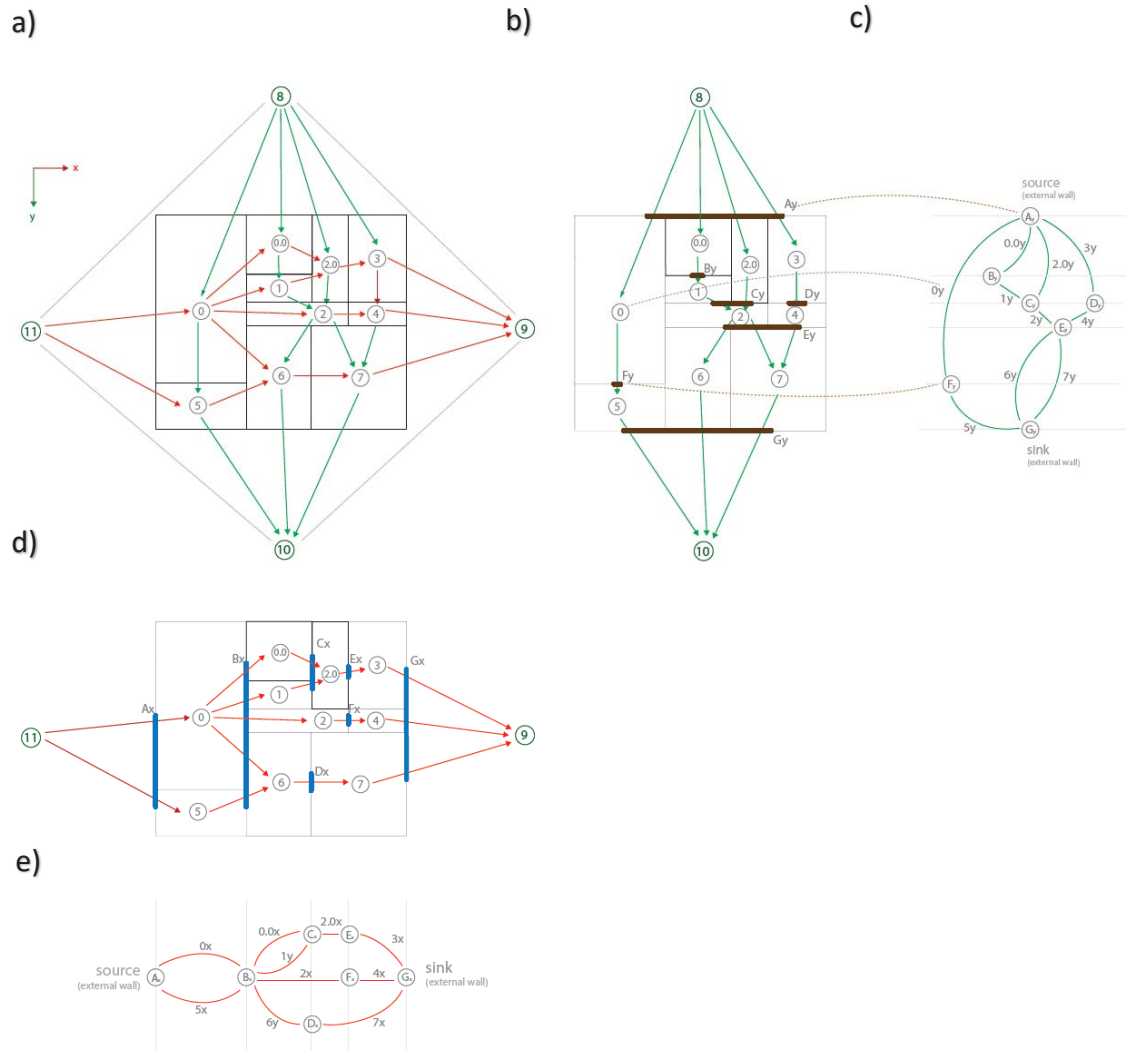 a)
b)
c)
8
x
y
0.0
2.0
3
1
0
2
4
11
9
6
7
5
10
8
Ay
0.0
2.0
3
By
1
Cy
Dy
0
2
4
Ey
6
7
Fy
5
Gy
10
source
(external wall)
Ay
0.0y
3y
2.0y
By
0y
1y
Cy
Dy
2y
4y
Ey
6y
7y
Fy
5y
Gy
sink
(external wall)
d)
Cx
0.0
Bx
Ex
Gx
2.0
3
1
Ax
Fx
0
2
4
11
9
Dx
6
7
5
e)
0.0x
Cx
2.0x
Ex
3x
0x
1y
source
(external wall)
Ax
Bx
2x
Fx
4x
Gx
sink
(external wall)
5x
6y
Dx
7x